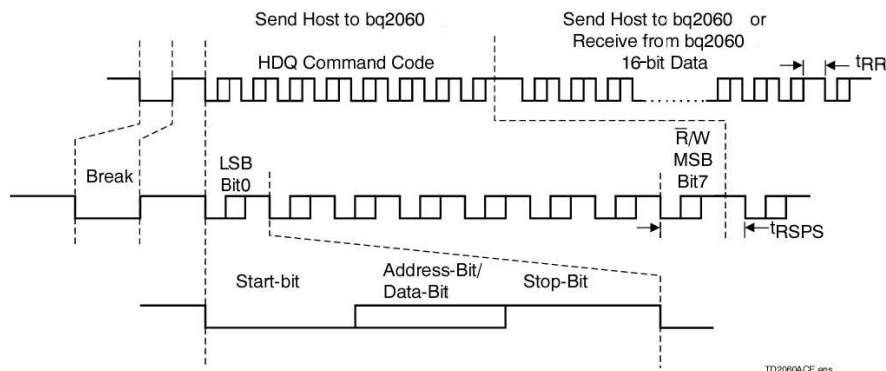 Send Host to bq2060
Send Host to bq2060 or
Receive from bq2060
16-bit Data
HDQ Command Code
tRR
Break
LSB
Bit0
R̅/W
MSB
Bit7
tRSPS
Start-bit
Address-Bit/
Data-Bit
Stop-Bit
TD2060ACE.eps